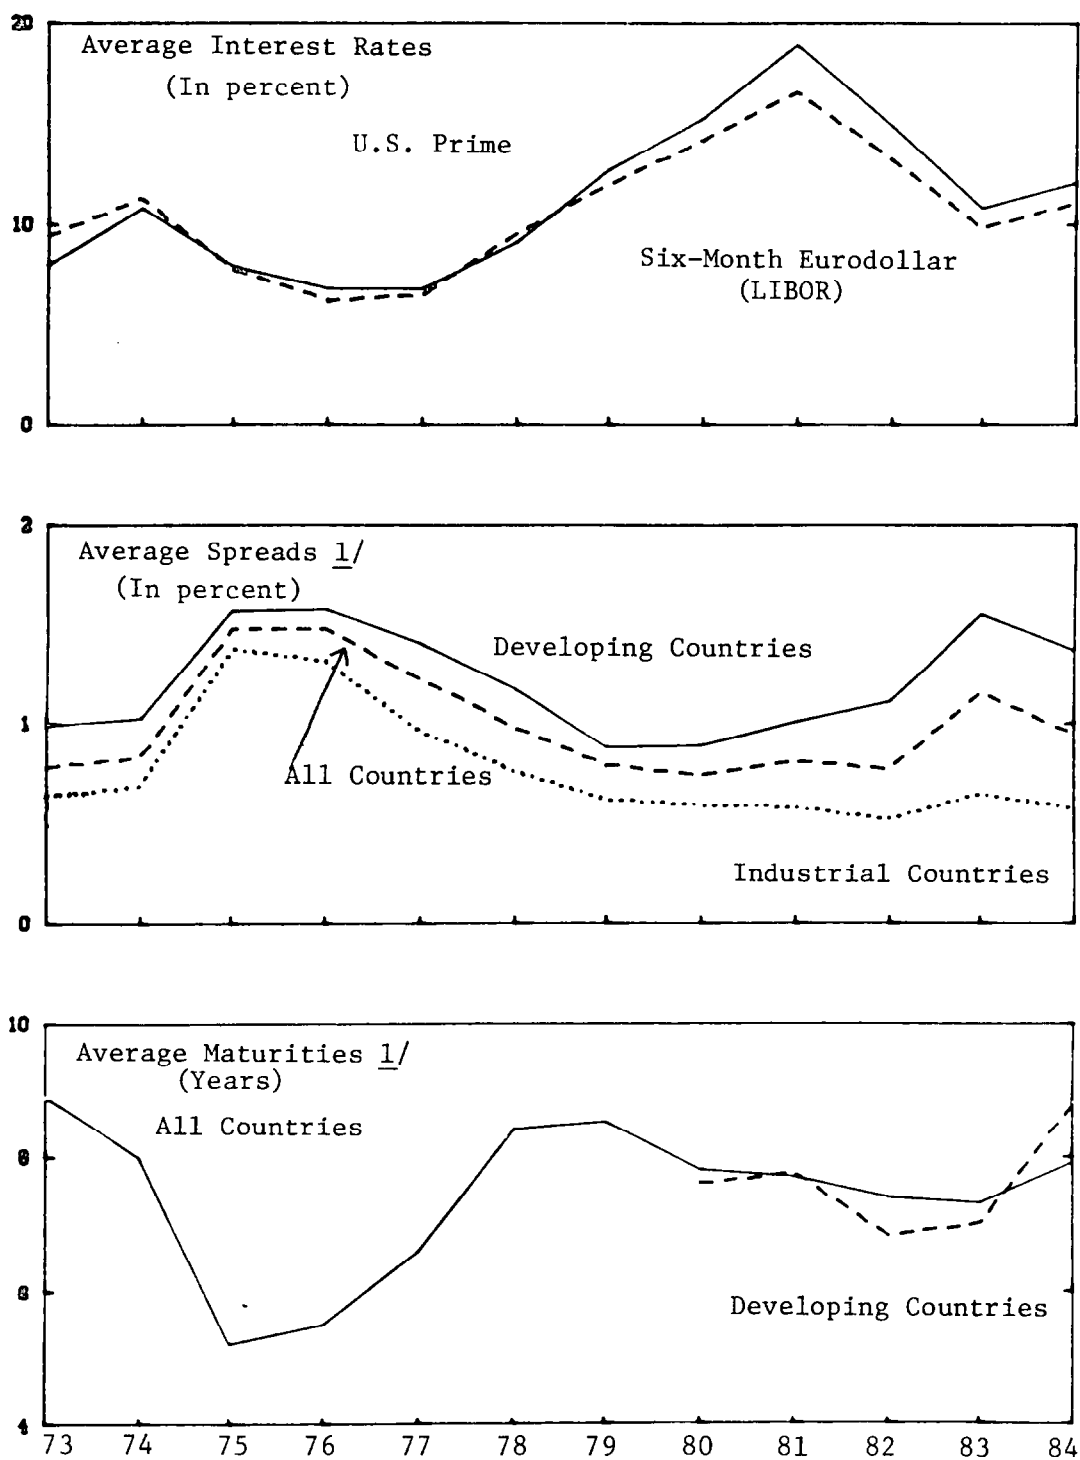 20
Average Interest Rates
(In percent)
U.S. Prime
10
Six-Month Eurodollar
(LIBOR)
0
2
Average Spreads 1/
(In percent)
Developing Countries
1
All Countries
Industrial Countries
0
10
Average Maturities 1/
(Years)
All Countries
8
6
Developing Countries
4
73 74 75 76 77 78 79 80 81 82 83 84